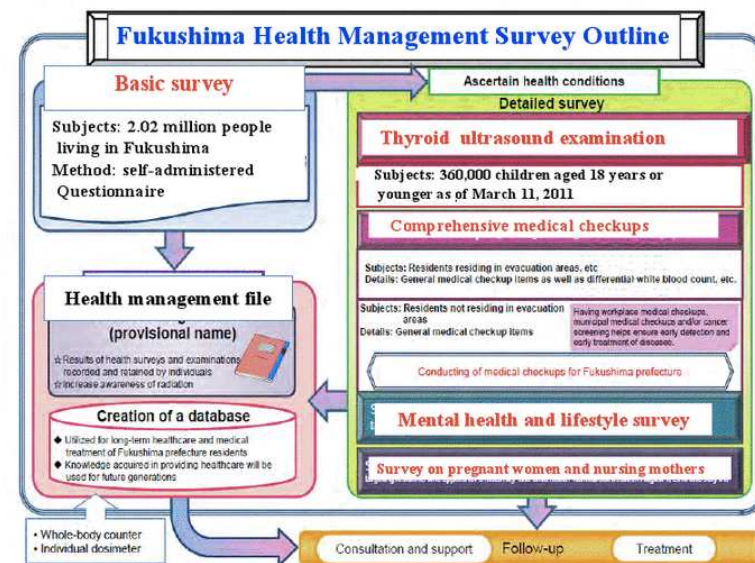 Fukushima Health Management Survey Outline
Basic survey
Subjects: 2.02 million people
living in Fukushima
Method: self-administered
Questionnaire
Ascertain health conditions
Detailed survey
Thyroid ultrasound examination
Subjects: 360,000 children aged 18 years or
younger as of March 11, 2011
Comprehensive medical checkups
Subjects: Residents residing in evacuation areas, etc
Details: General medical checkup items as well as differential white blood count, etc.
Subjects: Residents not residing in evacuation
areas
Details: General medical checkup items
Having workplace medical checkups,
municipal medical checkups and/or cancer
screening helps ensure early detection and
early treatment of diseases.
Conducting of medical checkups for Fukushima prefecture
Mental health and lifestyle survey
Survey on pregnant women and nursing mothers
Health management file
(provisional name)
☆Results of health surveys and examinations
recorded and retained by individuals
☆Increase awareness of radiation
Creation of a database
◆ Utilized for long-term healthcare and medical
treatment of Fukushima prefecture residents
◆ Knowledge acquired in providing healthcare will be
used for future generations
• Whole-body counter
• Individual dosimeter
Consultation and support
Follow-up
Treatment